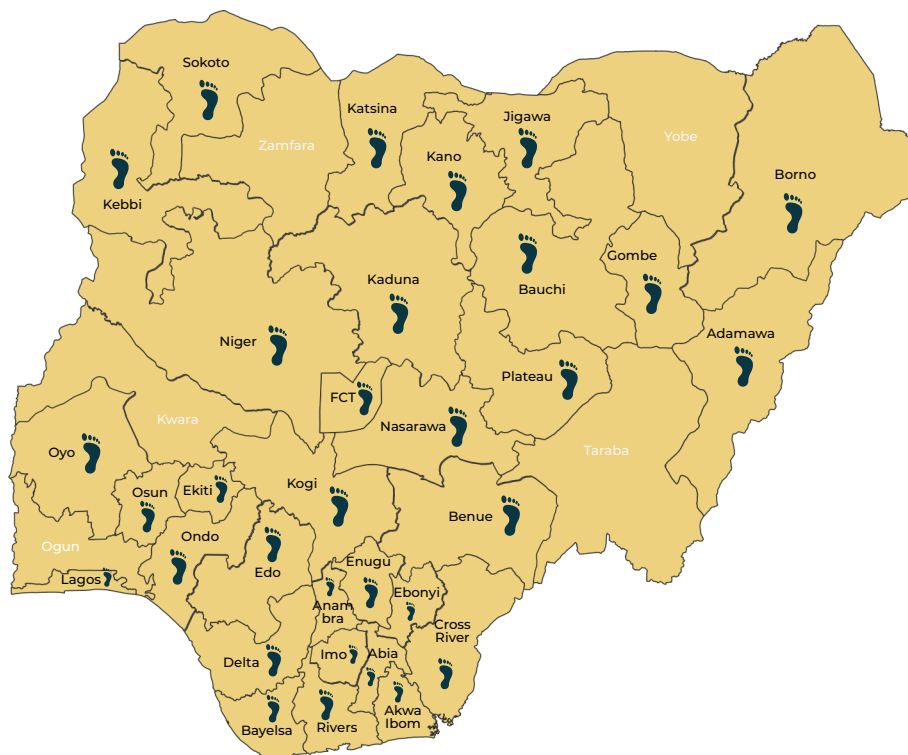 Sokoto
Katsina
Jigawa
Yobe
Zamfara
Kano
Borno
Kebbi
Gombe
Kaduna
Bauchi
Adamawa
Niger
Plateau
FCT
Kwara
Nasarawa
Taraba
Oyo
Kogi
Ekiti
Osun
Benue
Ondo
Ogun
Enugu
Edo
Lagos
Ebonyi
Anam
bra
Cross
River
Imo
Abia
Delta
Akwa
Ibom
Rivers
Bayelsa